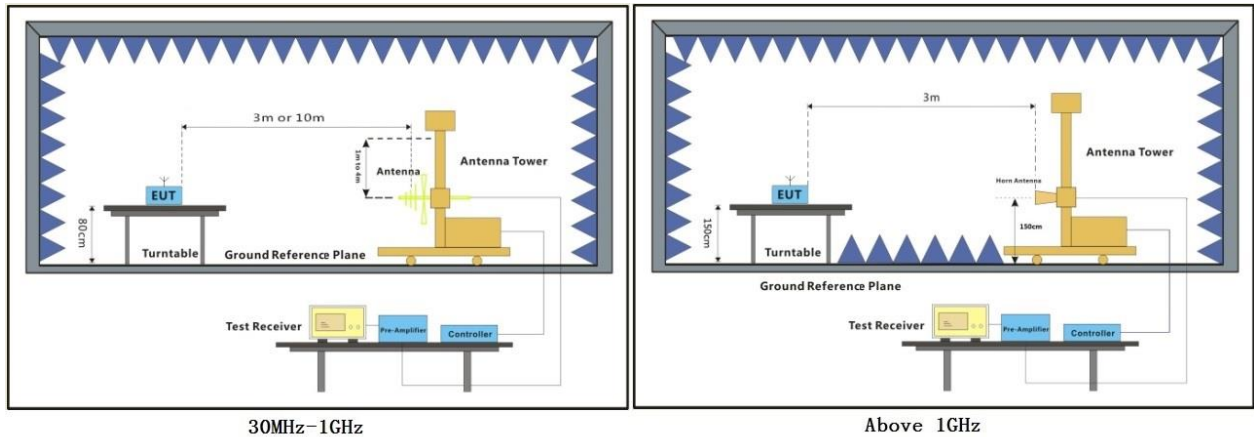 3m or 10m
1m to 4m
Antenna
Antenna Tower
EUT
80cm
Turntable
Ground Reference Plane
Test Receiver
Pre-Amplifier
Controller
30MHz-1GHz
3m
Antenna Tower
Horn Antenna
EUT
150cm
150cm
Turntable
Ground Reference Plane
Test Receiver
Pre-Amplifier
Controller
Above 1GHz